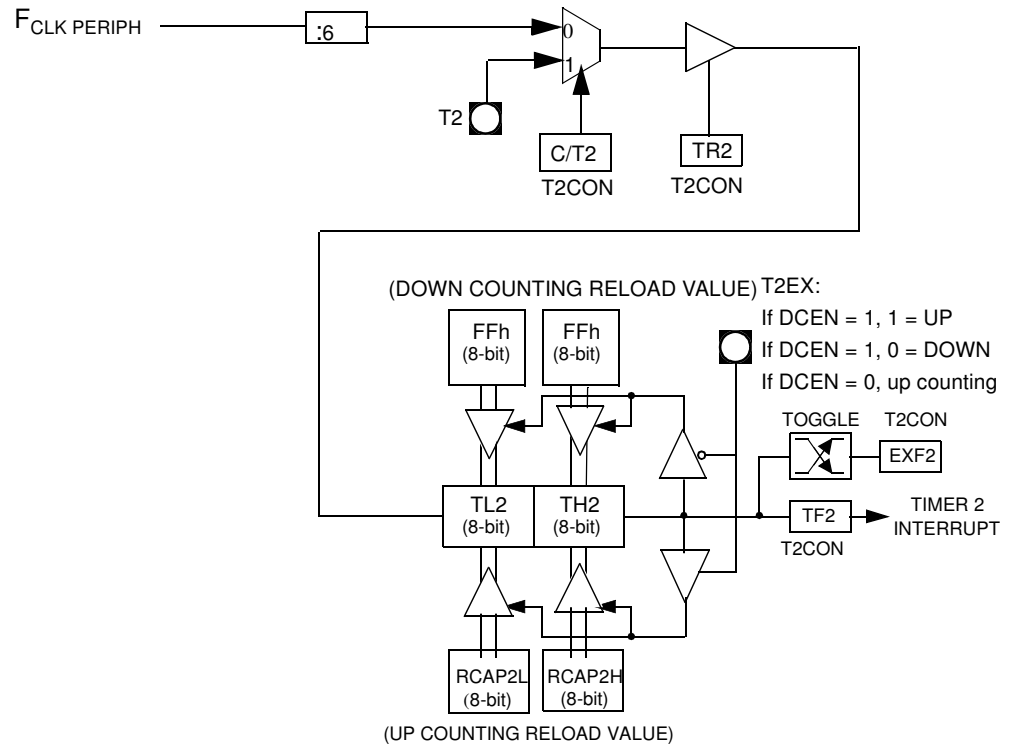 FCLK PERIPH
:6
0
1
T2
C/T2
TR2
T2CON
T2CON
(DOWN COUNTING RELOAD VALUE)
T2EX:
If DCEN = 1, 1 = UP
If DCEN = 1, 0 = DOWN
If DCEN = 0, up counting
FFh
(8-bit)
FFh
(8-bit)
TOGGLE
T2CON
EXF2
TL2
(8-bit)
TH2
(8-bit)
TF2
TIMER 2
INTERRUPT
T2CON
RCAP2L
(8-bit)
RCAP2H
(8-bit)
(UP COUNTING RELOAD VALUE)